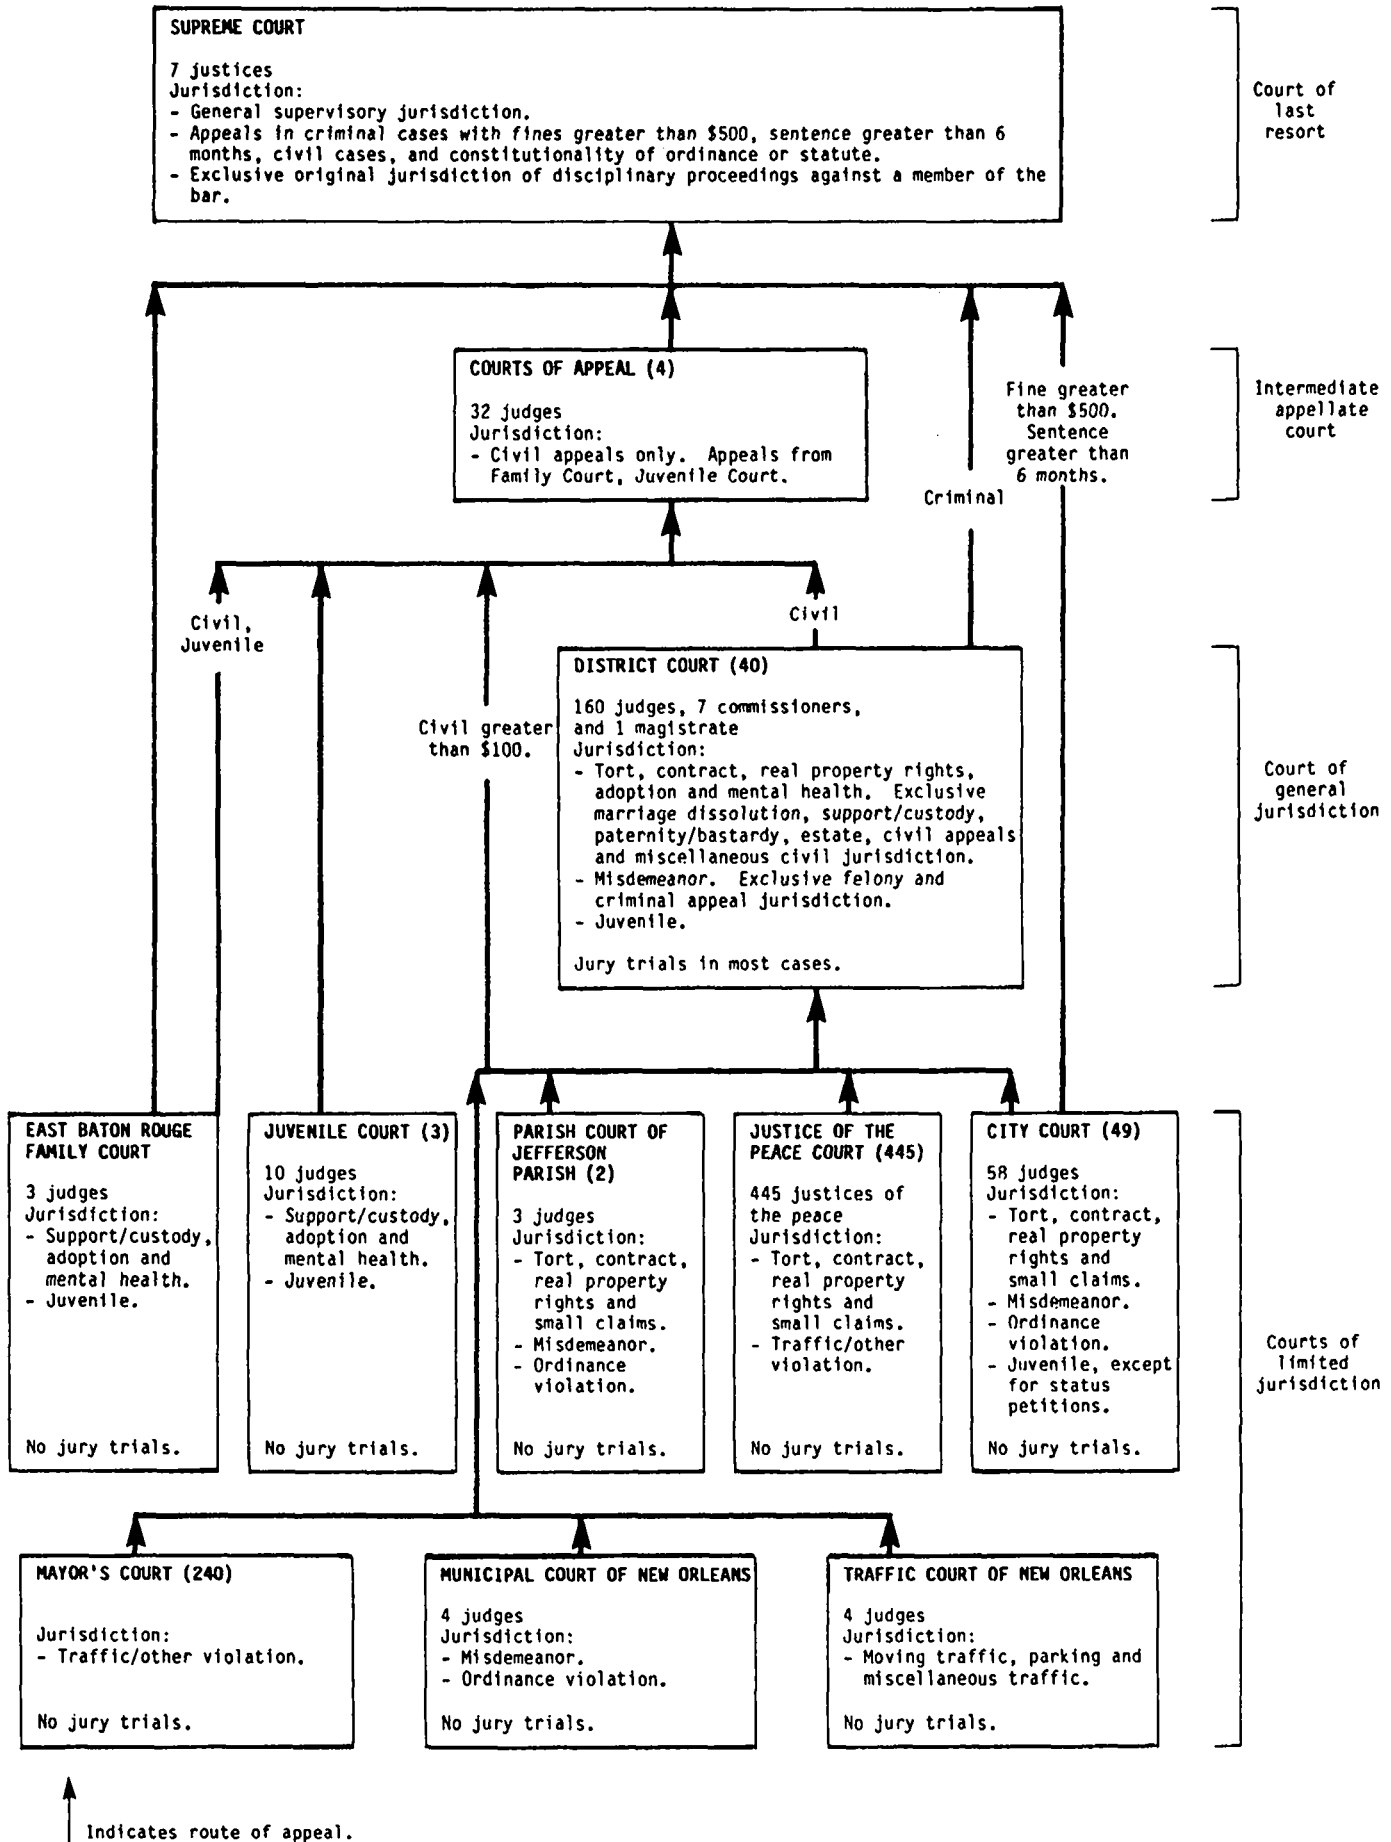 SUPREME COURT
7 justices
Jurisdiction:
- General supervisory jurisdiction.
- Appeals in criminal cases with fines greater than $500, sentence greater than 6
months, civil cases, and constitutionality of ordinance or statute.
- Exclusive original jurisdiction of disciplinary proceedings against a member of the
bar.
Court of
last
resort
COURTS OF APPEAL (4)
32 judges
Jurisdiction:
- Civil appeals only. Appeals from
Family Court, Juvenile Court.
Criminal
Fine greater
than $500.
Sentence
greater than
6 months.
Intermediate
appellate
court
Civil,
Juvenile
Civil greater
than $100.
Civil
DISTRICT COURT (40)
160 judges, 7 commissioners,
and 1 magistrate
Jurisdiction:
- Tort, contract, real property rights,
adoption and mental health. Exclusive
marriage dissolution, support/custody,
paternity/bastardy, estate, civil appeals
and miscellaneous civil jurisdiction.
- Misdemeanor. Exclusive felony and
criminal appeal jurisdiction.
- Juvenile.
Jury trials in most cases.
Court of
general
jurisdiction
EAST BATON ROUGE
FAMILY COURT
3 judges
Jurisdiction:
- Support/custody,
adoption and
mental health.
- Juvenile.
No jury trials.
JUVENILE COURT (3)
10 judges
Jurisdiction:
- Support/custody,
adoption and
mental health.
- Juvenile.
No jury trials.
PARISH COURT OF
JEFFERSON
PARISH (2)
3 judges
Jurisdiction:
- Tort, contract,
real property
rights and
small claims.
- Misdemeanor.
- Ordinance
violation.
No jury trials.
JUSTICE OF THE
PEACE COURT (445)
445 justices of
the peace
Jurisdiction:
- Tort, contract,
real property
rights and
small claims.
- Traffic/other
violation.
No jury trials.
CITY COURT (49)
58 judges
Jurisdiction:
- Tort, contract,
real property
rights and
small claims.
- Misdemeanor.
- Ordinance
violation.
- Juvenile, except
for status
petitions.
No jury trials.
Courts of
limited
jurisdiction
MAYOR'S COURT (240)
Jurisdiction:
- Traffic/other violation.
No jury trials.
MUNICIPAL COURT OF NEW ORLEANS
4 judges
Jurisdiction:
- Misdemeanor.
- Ordinance violation.
No jury trials.
TRAFFIC COURT OF NEW ORLEANS
4 judges
Jurisdiction:
- Moving traffic, parking and
miscellaneous traffic.
No jury trials.
Indicates route of appeal.